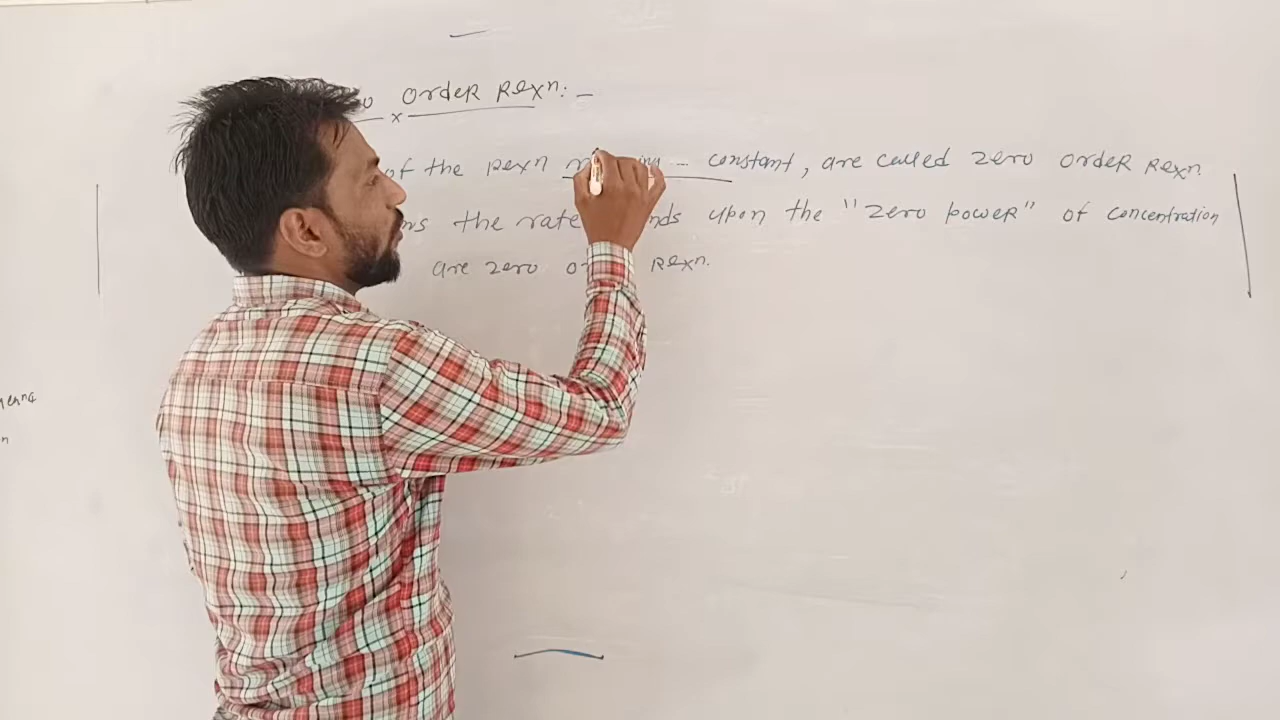 order Rexn: -
of the rexn constant, are called zero order rexn
the rate upon the "zero power" of concentration
are zero rexn.